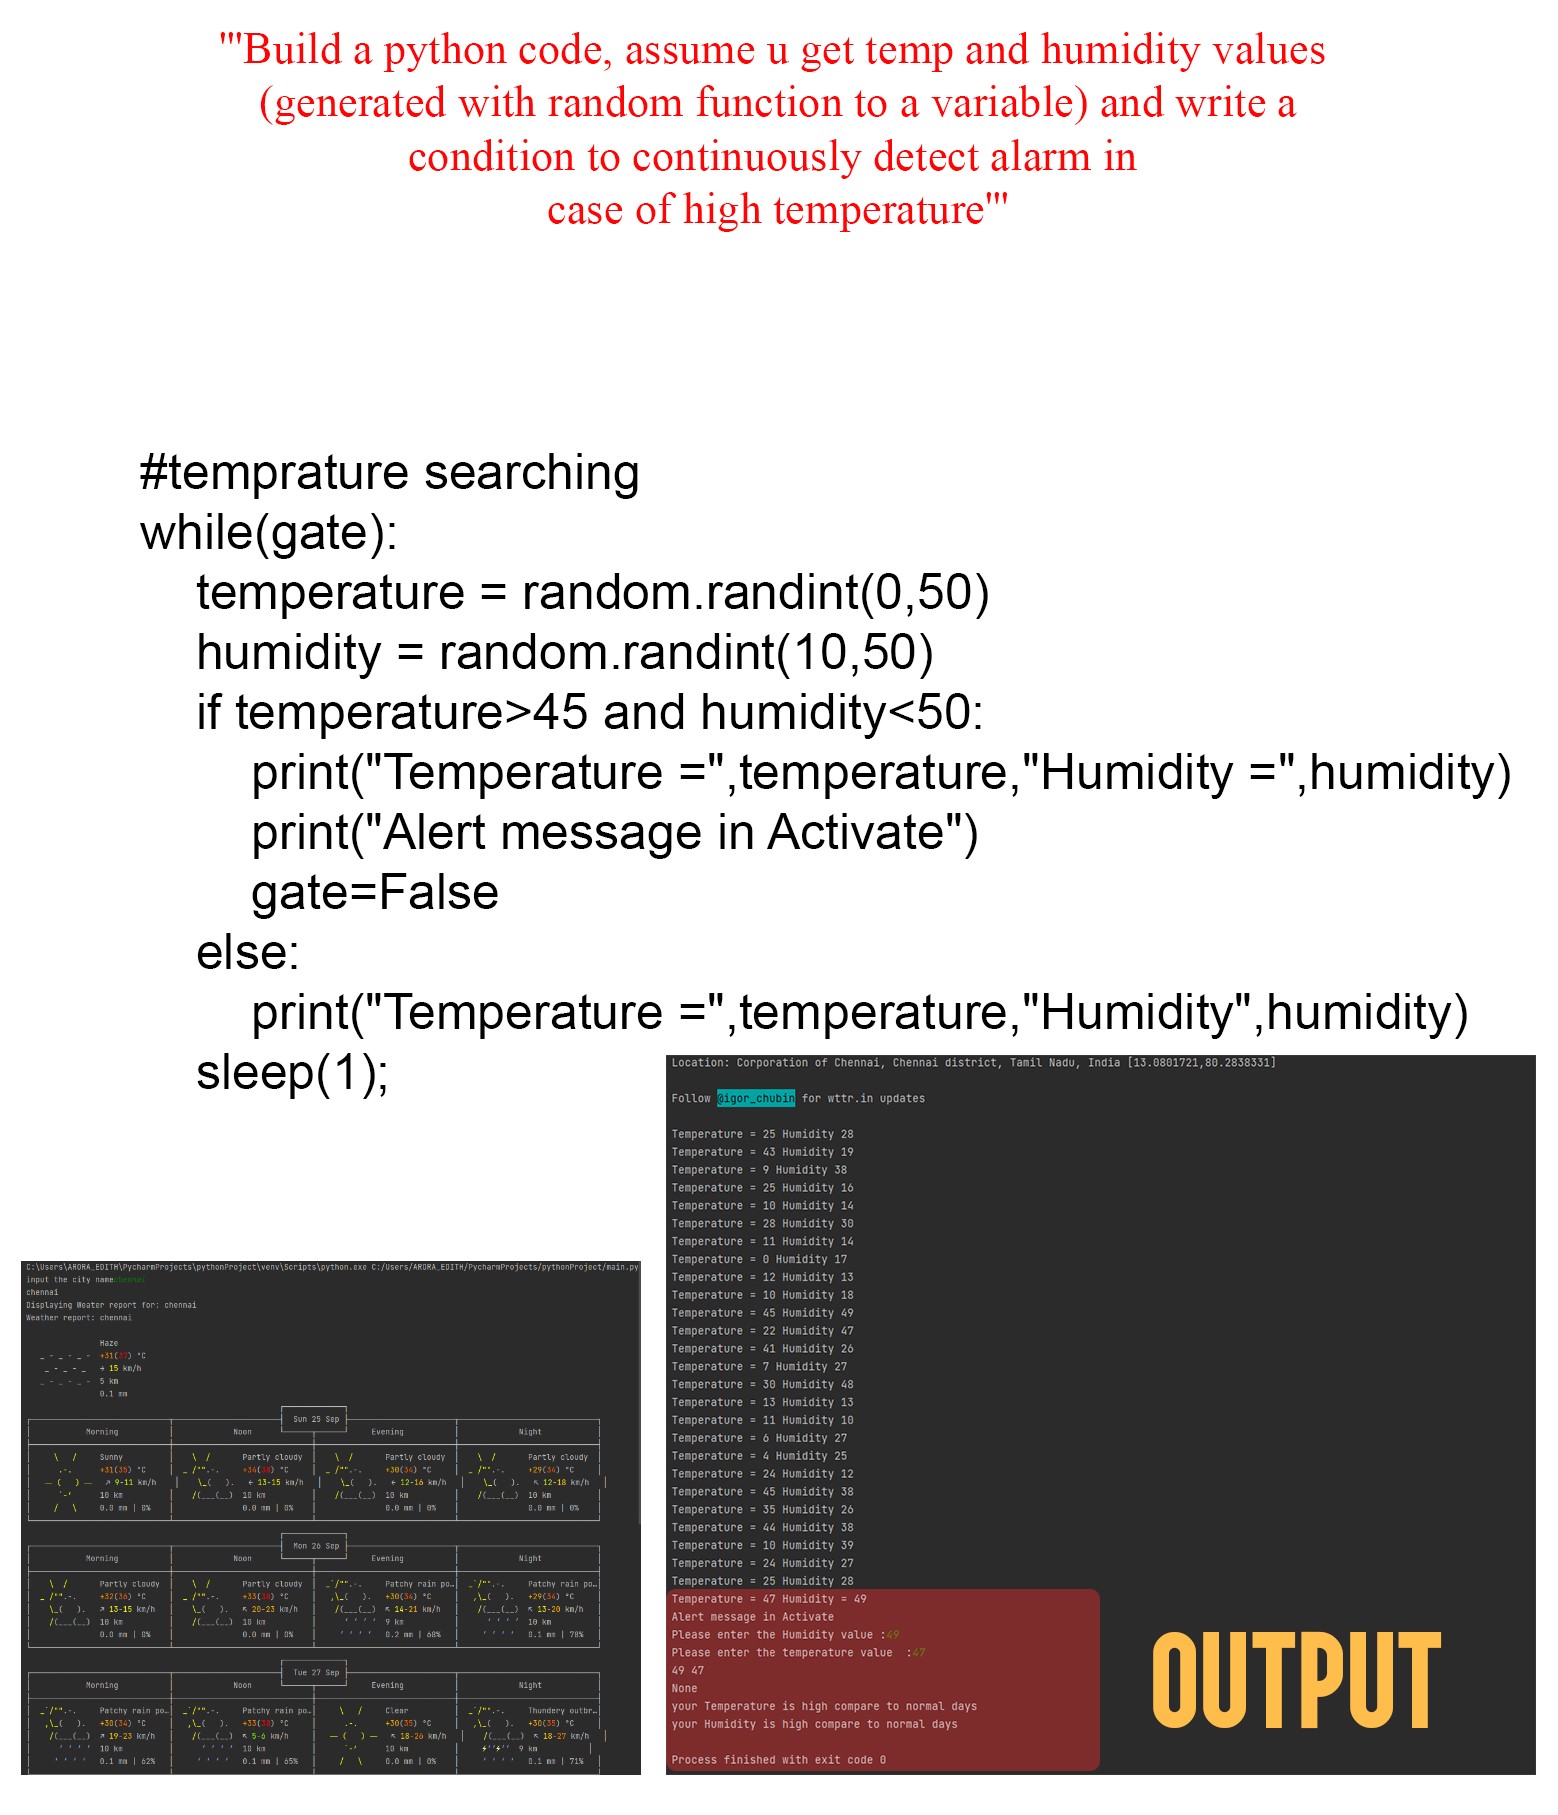 '''Build a python code, assume u get temp and humidity values
(generated with random function to a variable) and write a
condition to continuously detect alarm in
case of high temperature'''
#temprature searching
while(gate):
temperature = random.randint(0,50)
humidity = random.randint(10,50)
if temperature>45 and humidity<50:
print("Temperature =",temperature,"Humidity =",humidity)
print("Alert message in Activate")
gate=False
else:
print("Temperature =",temperature,"Humidity",humidity)
sleep(1);
C:\Users\ARORA_EDITH\PycharmProjects\pythonProject\venv\Scripts\python.exe C:/Users/ARORA_EDITH/PycharmProjects/pythonProject/main.py
input the city name:chennai
chennai
Displaying Weater report for: chennai
Weather report: chennai
Haze
+31(37) °C
15 km/h
5 km
0.1 mm
Sun 25 Sep
Morning Noon Evening Night
Sunny Partly cloudy Partly cloudy Partly cloudy
+31(35) °C +34(38) °C +30(34) °C +29(34) °C
↗ 9-11 km/h ← 13-15 km/h ← 12-16 km/h ↖ 12-18 km/h
10 km 10 km 10 km 10 km
0.0 mm | 0% 0.0 mm | 0% 0.0 mm | 0% 0.0 mm | 0%
Mon 26 Sep
Morning Noon Evening Night
Partly cloudy Partly cloudy Patchy rain po… Patchy rain po…
+32(36) °C +33(38) °C +30(34) °C +29(34) °C
↗ 13-15 km/h ↖ 20-23 km/h ↖ 14-21 km/h ↖ 13-20 km/h
10 km 10 km 9 km 10 km
0.0 mm | 0% 0.0 mm | 0% 0.2 mm | 68% 0.1 mm | 78%
Tue 27 Sep
Morning Noon Evening Night
Patchy rain po… Patchy rain po… Clear Thundery outbr…
+30(34) °C +33(38) °C +30(35) °C +30(35) °C
↗ 19-23 km/h ↖ 5-6 km/h ← 18-26 km/h ↖ 18-27 km/h
10 km 10 km 10 km 9 km
0.1 mm | 62% 0.1 mm | 65% 0.0 mm | 0% 0.1 mm | 71%
Location: Corporation of Chennai, Chennai district, Tamil Nadu, India [13.0801721,80.2838331]
Follow @igor_chubin for wttr.in updates
Temperature = 25 Humidity 28
Temperature = 43 Humidity 19
Temperature = 9 Humidity 38
Temperature = 25 Humidity 16
Temperature = 10 Humidity 14
Temperature = 28 Humidity 30
Temperature = 11 Humidity 14
Temperature = 0 Humidity 17
Temperature = 12 Humidity 13
Temperature = 10 Humidity 18
Temperature = 45 Humidity 49
Temperature = 22 Humidity 47
Temperature = 41 Humidity 26
Temperature = 7 Humidity 27
Temperature = 30 Humidity 48
Temperature = 13 Humidity 13
Temperature = 11 Humidity 10
Temperature = 6 Humidity 27
Temperature = 4 Humidity 25
Temperature = 24 Humidity 12
Temperature = 45 Humidity 38
Temperature = 35 Humidity 26
Temperature = 44 Humidity 38
Temperature = 10 Humidity 39
Temperature = 24 Humidity 27
Temperature = 25 Humidity 28
Temperature = 47 Humidity = 49
Alert message in Activate
Please enter the Humidity value :49
Please enter the temperature value  :47
49 47
None
your Temperature is high compare to normal days
your Humidity is high compare to normal days
Process finished with exit code 0
OUTPUT